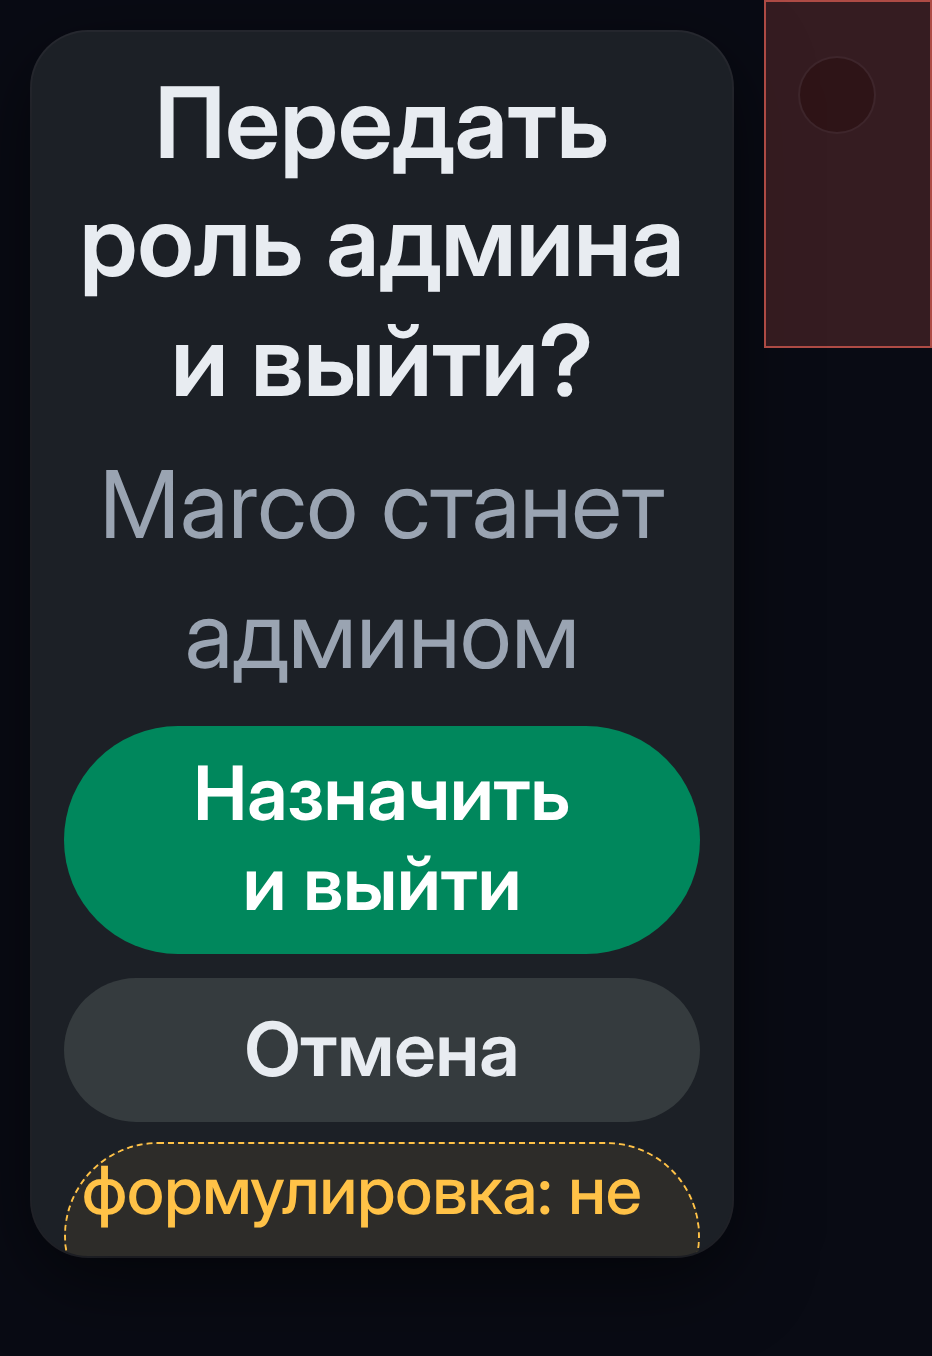 Передать
роль админа
и выйти?
Marco станет
админом
Назначить
и выйти
Отмена
формулировка: не